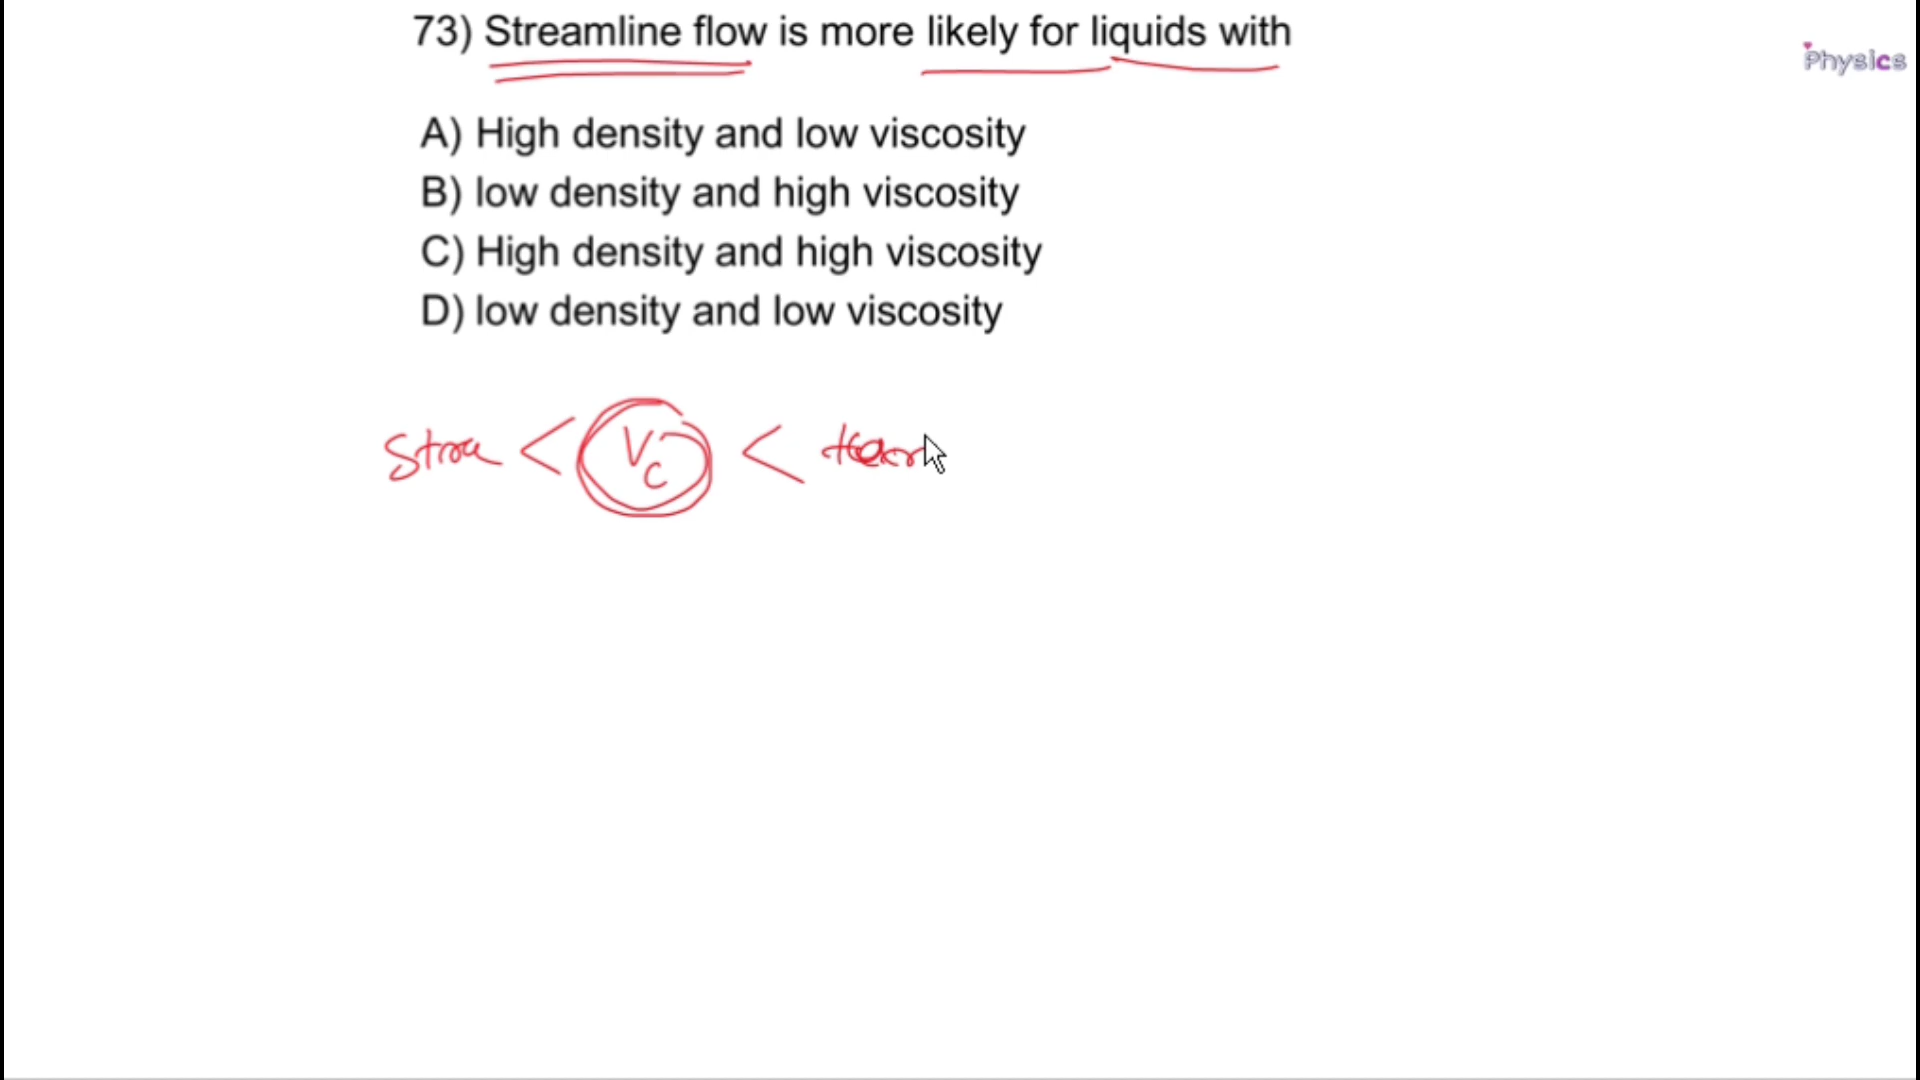 73) Streamline flow is more likely for liquids with
Physics
A) High density and low viscosity
B) low density and high viscosity
C) High density and high viscosity
D) low density and low viscosity
< Vc <